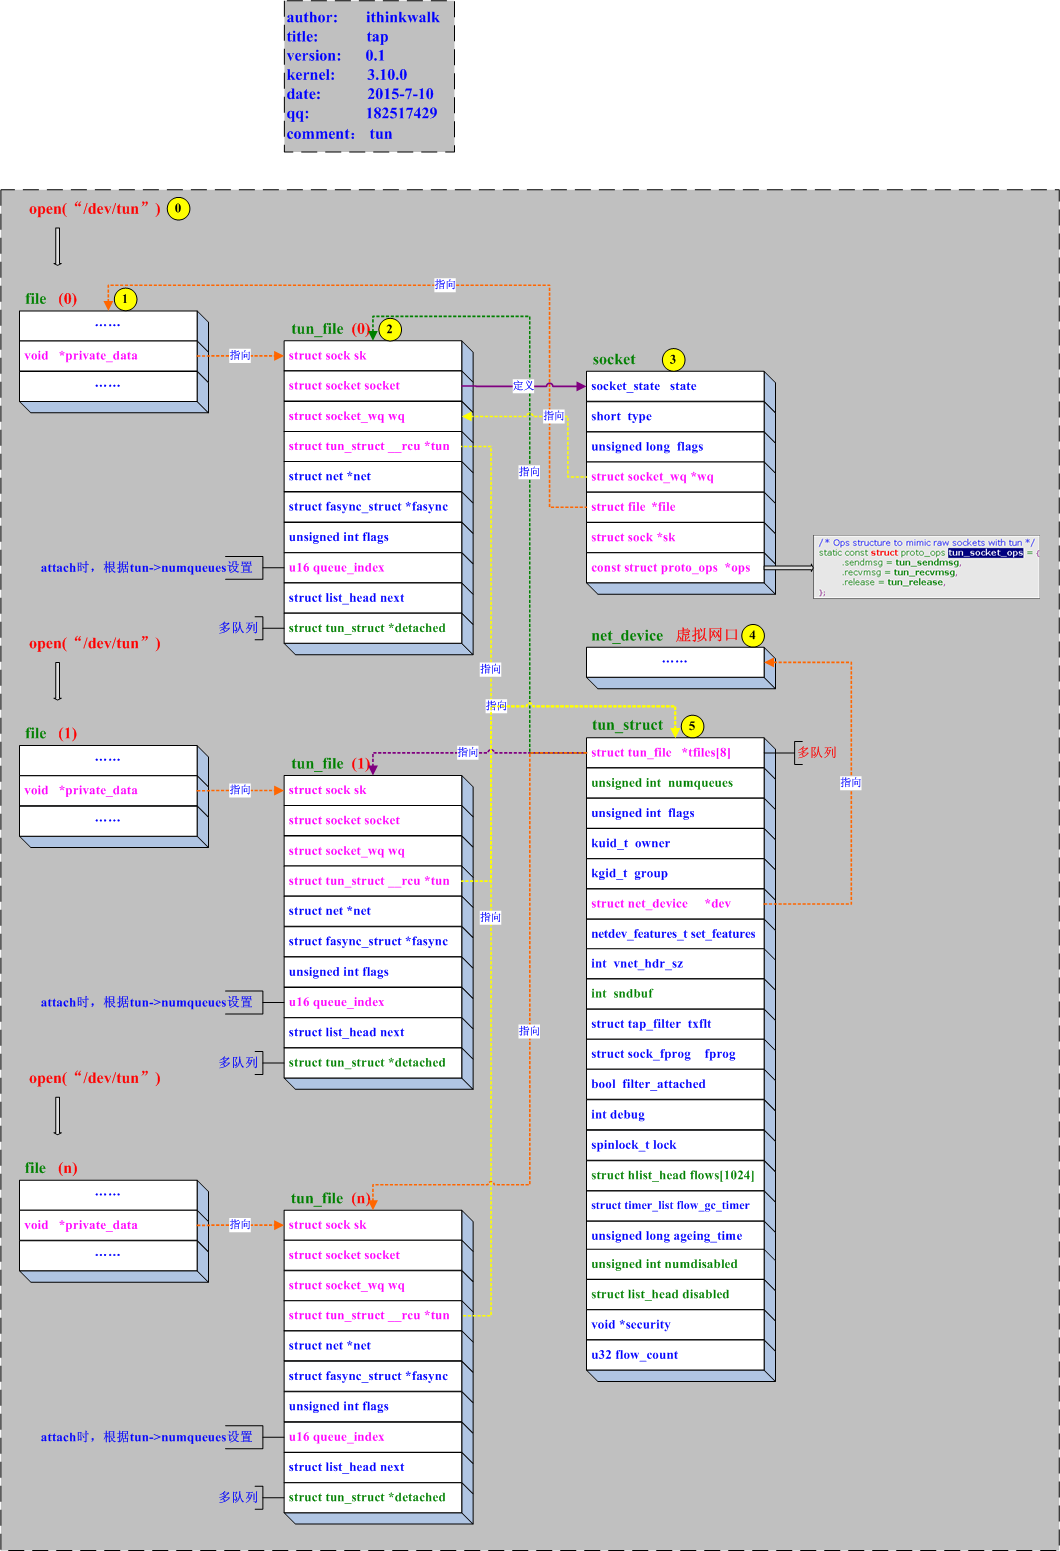 author: ithinkwalk
title: tap
version: 0.1
kernel: 3.10.0
date: 2015-7-10
qq: 182517429
comment： tun
open(“/dev/tun”) 0
指向
file (0) 1
……
void *private_data
……
指向
tun_file (0) 2
struct sock sk
struct socket socket
struct socket_wq wq
struct tun_struct __rcu *tun
struct net *net
struct fasync_struct *fasync
unsigned int flags
u16 queue_index
struct list_head next
struct tun_struct *detached
attach时，根据tun->numqueues设置
多队列
定义
指向
指向
socket 3
socket_state state
short type
unsigned long flags
struct socket_wq *wq
struct file *file
struct sock *sk
const struct proto_ops *ops
/* Ops structure to mimic raw sockets with tun */
static const struct proto_ops tun_socket_ops = {
.sendmsg = tun_sendmsg,
.recvmsg = tun_recvmsg,
.release = tun_release,
};
net_device 虚拟网口 4
……
open(“/dev/tun”)
指向
指向
file (1)
……
void *private_data
……
指向
tun_file (1)
struct sock sk
struct socket socket
struct socket_wq wq
struct tun_struct __rcu *tun
struct net *net
struct fasync_struct *fasync
unsigned int flags
u16 queue_index
struct list_head next
struct tun_struct *detached
attach时，根据tun->numqueues设置
多队列
指向
指向
指向
tun_struct 5
struct tun_file *tfiles[8]
unsigned int numqueues
unsigned int flags
kuid_t owner
kgid_t group
struct net_device *dev
netdev_features_t set_features
int vnet_hdr_sz
int sndbuf
struct tap_filter txflt
struct sock_fprog fprog
bool filter_attached
int debug
spinlock_t lock
struct hlist_head flows[1024]
struct timer_list flow_gc_timer
unsigned long ageing_time
unsigned int numdisabled
struct list_head disabled
void *security
u32 flow_count
多队列
指向
open(“/dev/tun”)
file (n)
……
void *private_data
……
指向
tun_file (n)
struct sock sk
struct socket socket
struct socket_wq wq
struct tun_struct __rcu *tun
struct net *net
struct fasync_struct *fasync
unsigned int flags
u16 queue_index
struct list_head next
struct tun_struct *detached
attach时，根据tun->numqueues设置
多队列